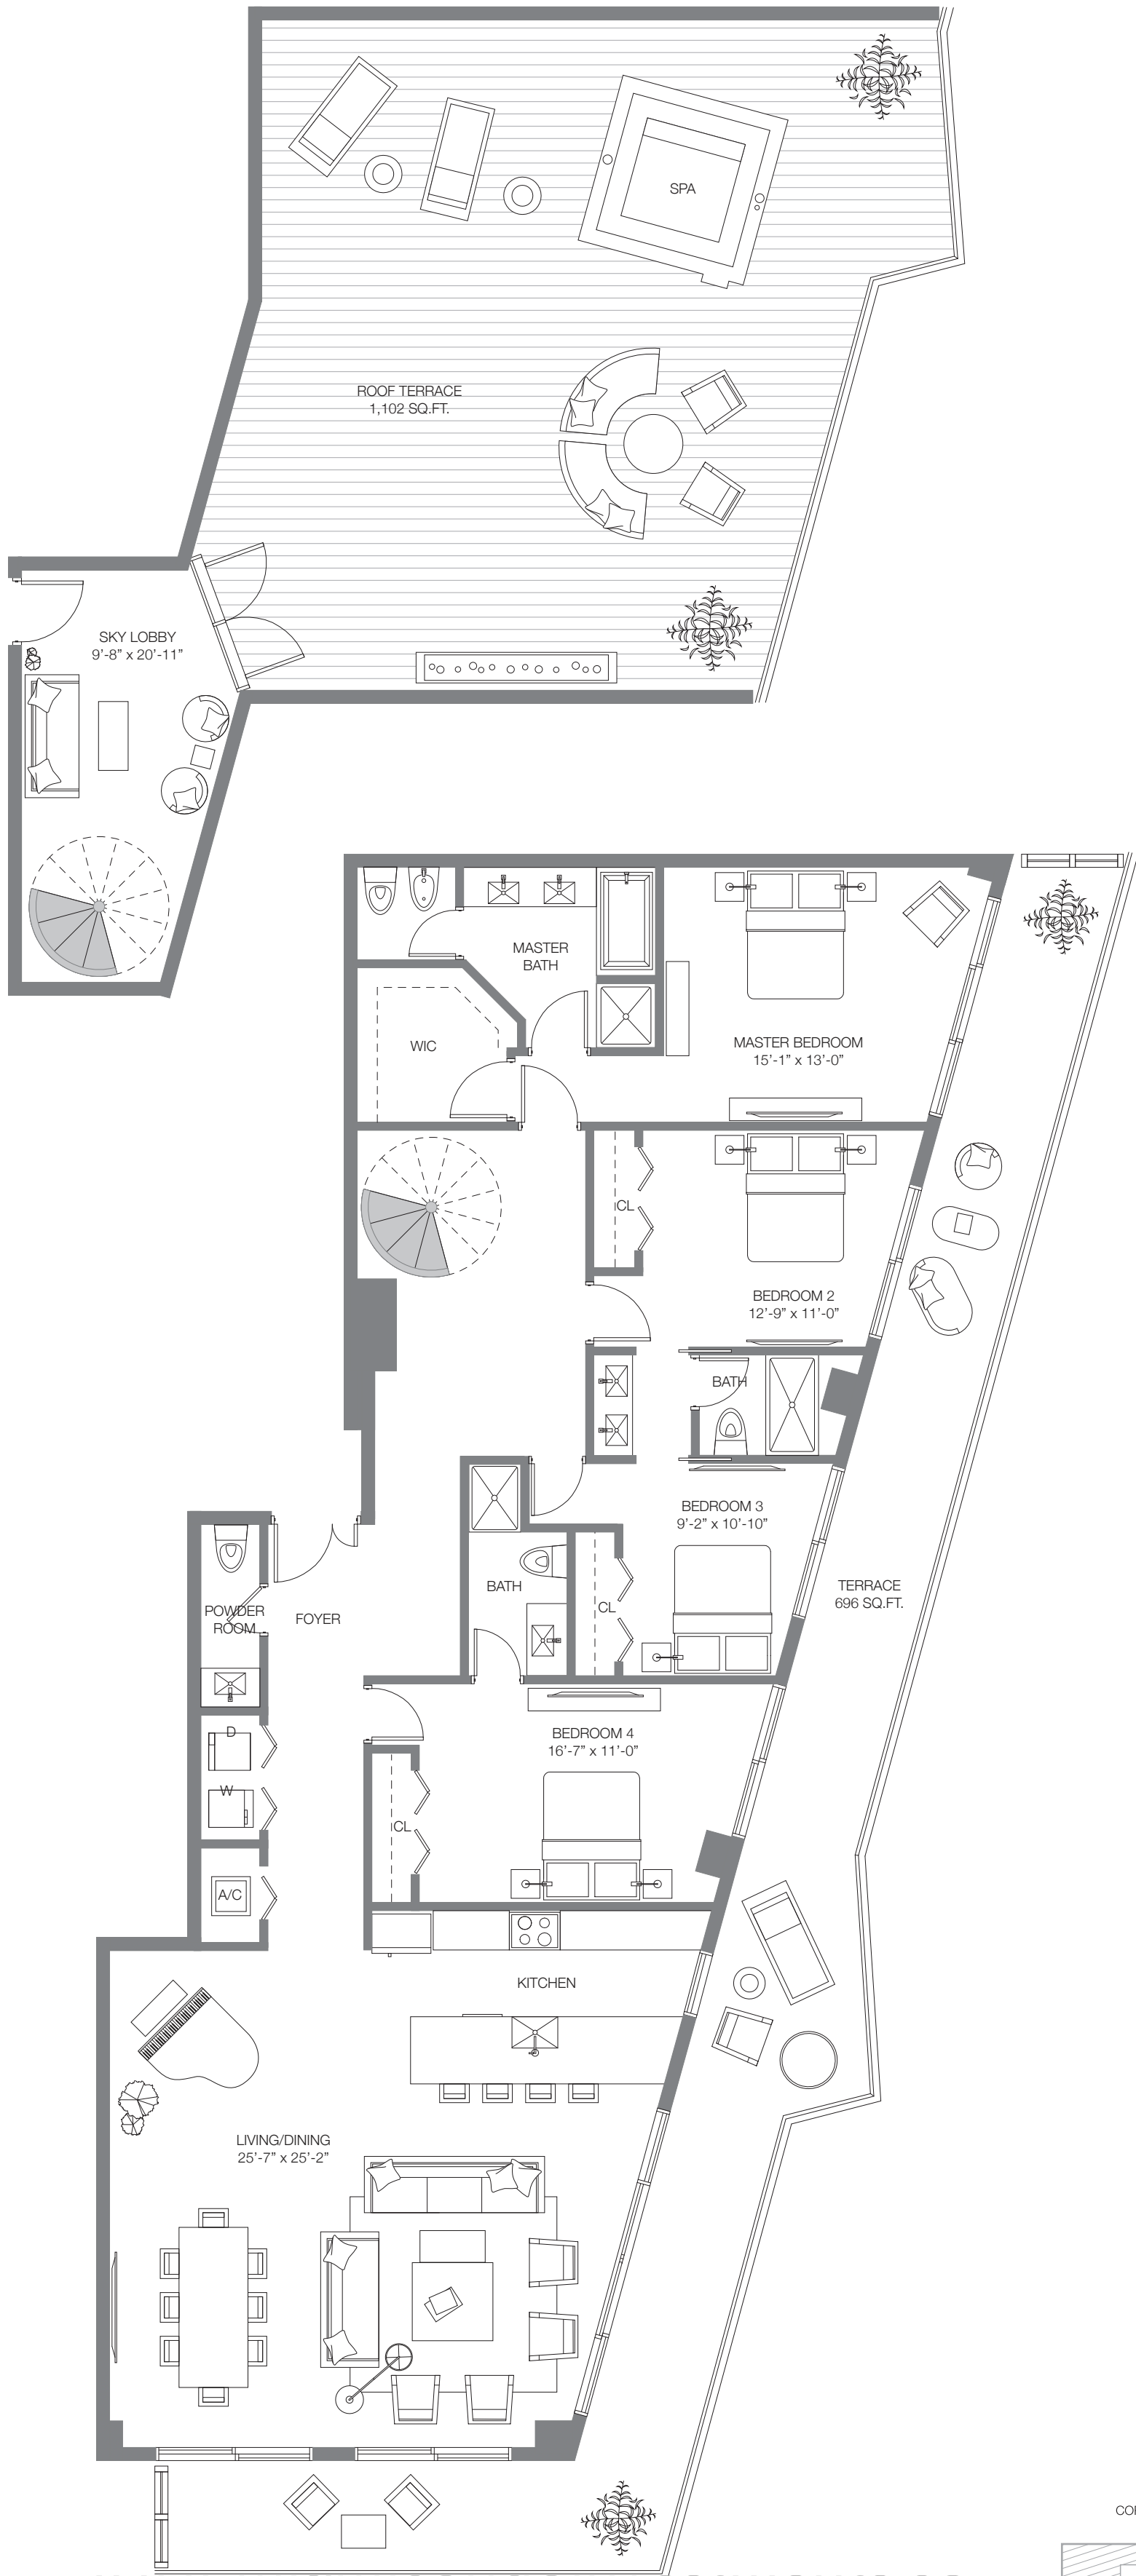 SPA
ROOF TERRACE
1,102 SQ.FT.
SKY LOBBY
9'-8" x 20'-11"
MASTER
BATH
WIC
MASTER BEDROOM
15'-1" x 13'-0"
CL
BEDROOM 2
12'-9" x 11'-0"
BATH
BEDROOM 3
9'-2" x 10'-10"
BATH
CL
TERRACE
696 SQ.FT.
POWDER
ROOM
FOYER
D
W
BEDROOM 4
16'-7" x 11'-0"
CL
A/C
KITCHEN
LIVING/DINING
25'-7" x 25'-2"